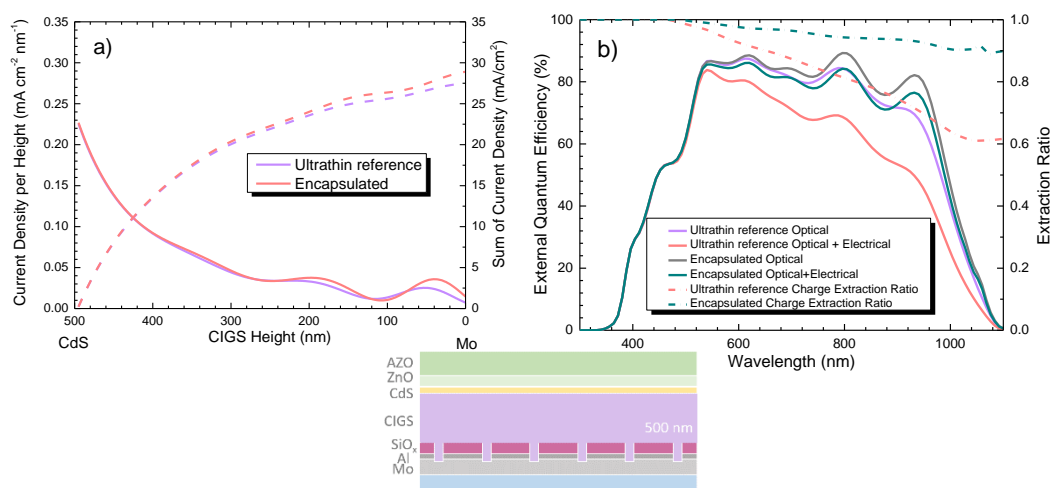 a)
Current Density per Height (mA cm⁻² nm⁻¹)
0.30
0.25
0.20
0.15
0.10
0.05
0.00
Ultrathin reference
Encapsulated
35
30
25
20
15
10
5
0
Sum of Current Density (mA/cm²)
500 400 300 200 100 0
CdS CIGS Height (nm) Mo
b)
External Quantum Efficiency (%)
100
80
60
40
20
0
Ultrathin reference Optical
Ultrathin reference Optical + Electrical
Encapsulated Optical
Encapsulated Optical+Electrical
Ultrathin reference Charge Extraction Ratio
Encapsulated Charge Extraction Ratio
1.0
0.8
0.6
0.4
0.2
0.0
Extraction Ratio
400 600 800 1000
Wavelength (nm)
AZO
ZnO
CdS
CIGS
500 nm
SiOₓ
Al
Mo